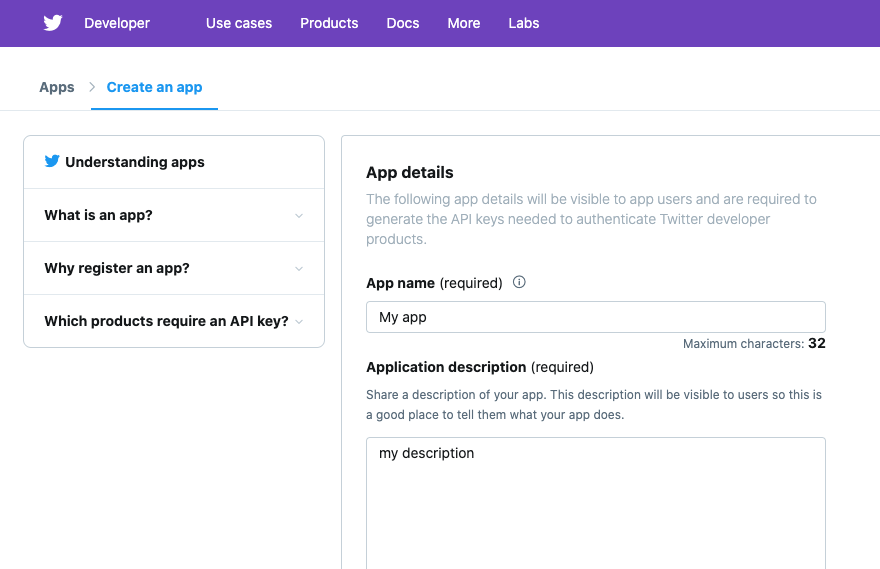 Developer Use cases Products Docs More Labs
Apps Create an app
Understanding apps
What is an app?
Why register an app?
Which products require an API key?
App details
The following app details will be visible to app users and are required to
generate the API keys needed to authenticate Twitter developer
products.
App name (required)
My app
Maximum characters: 32
Application description (required)
Share a description of your app. This description will be visible to users so this is
a good place to tell them what your app does.
my description